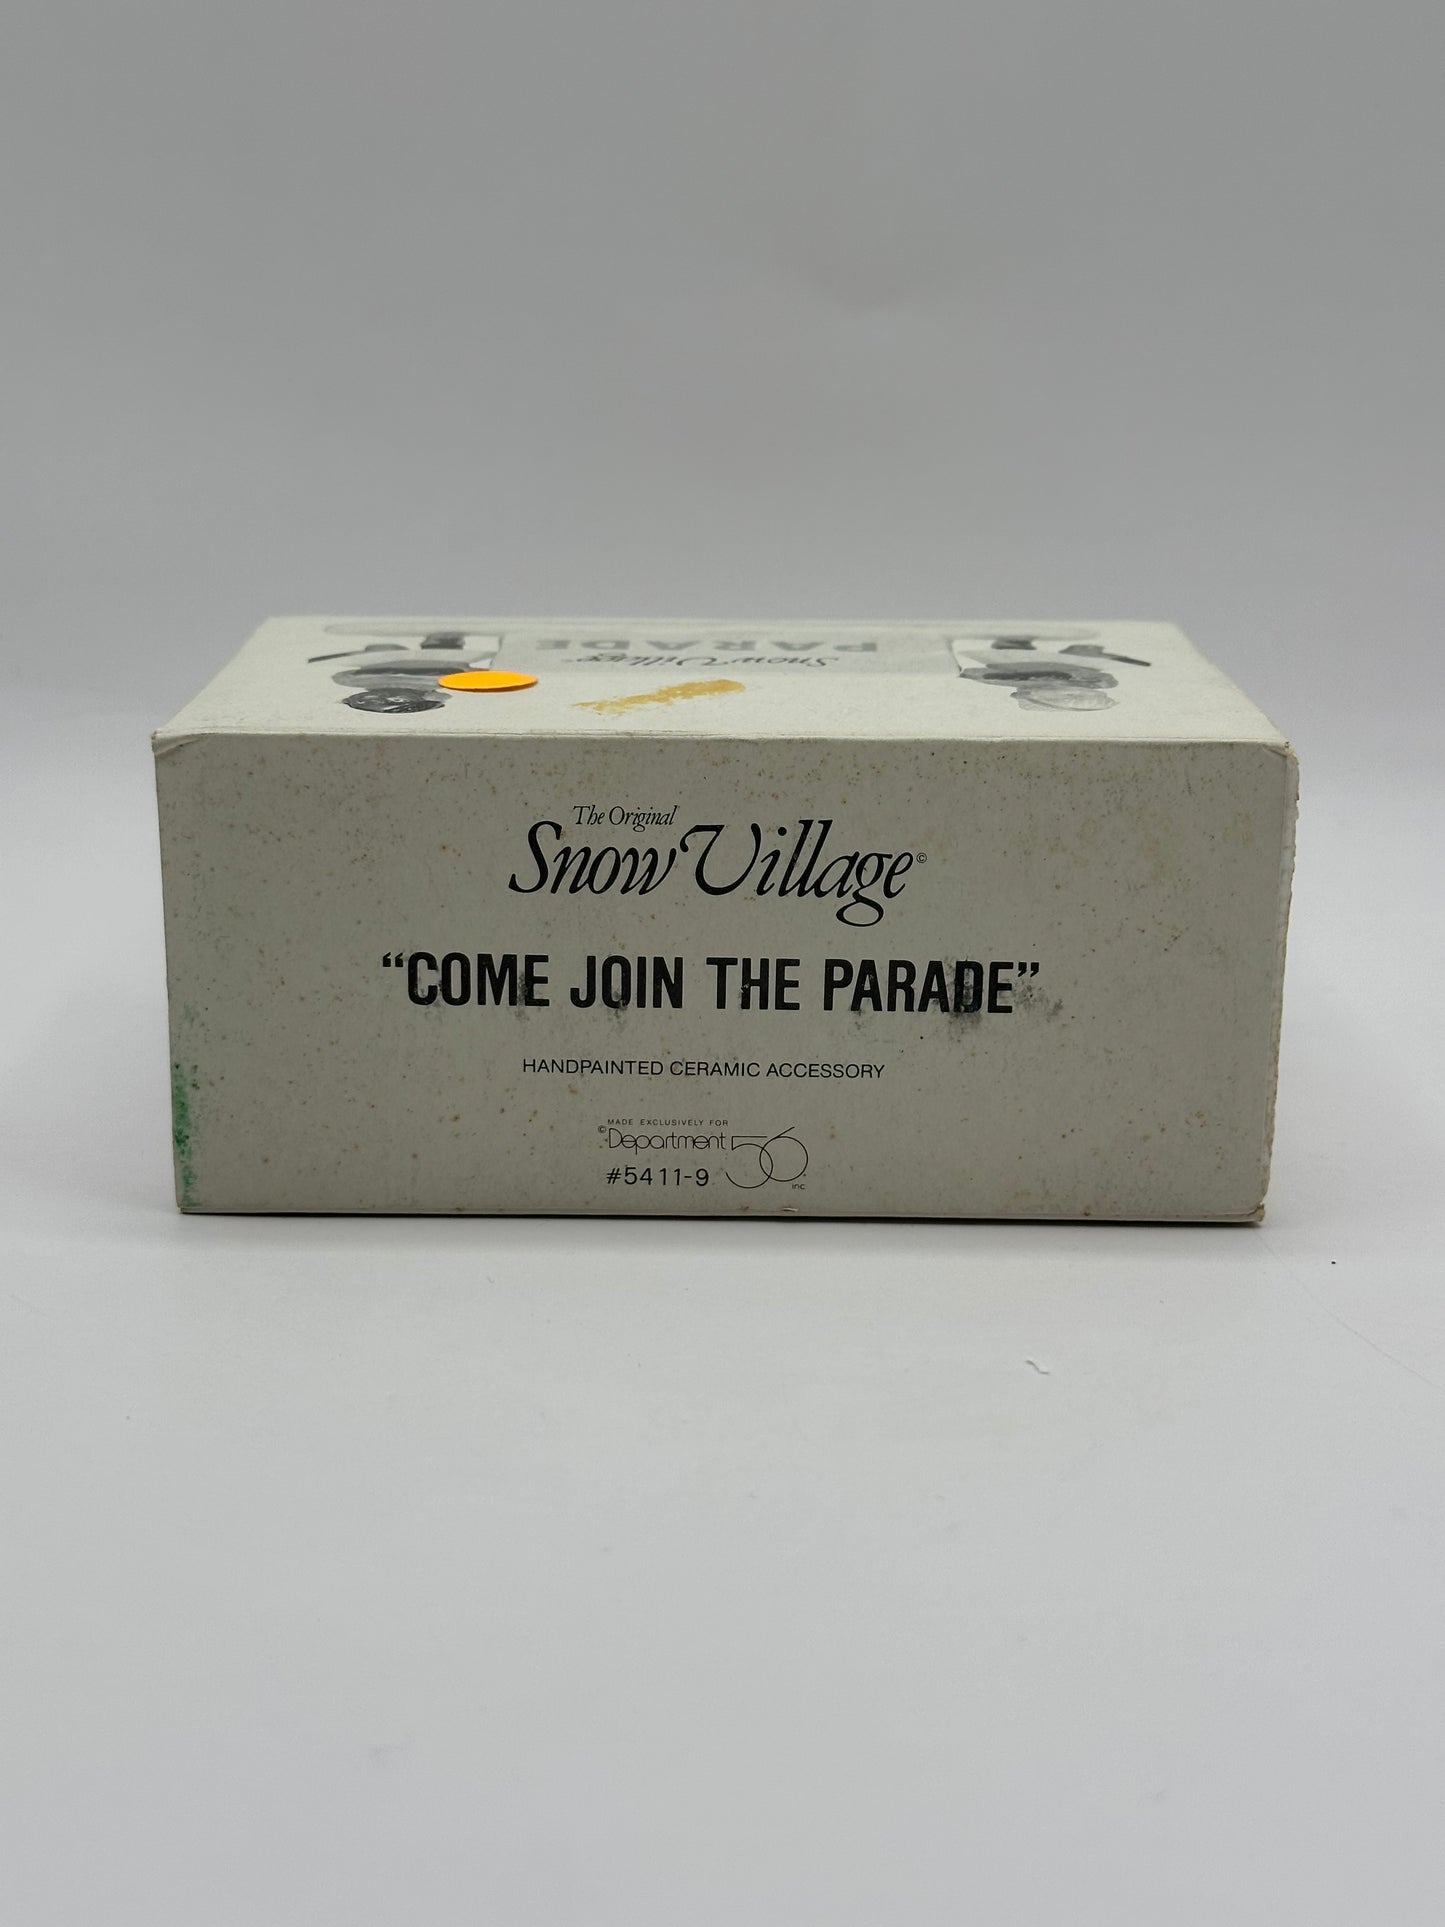 PARADE
Snow Village
The Original
Snow Village©
“COME JOIN THE PARADE”
HANDPAINTED CERAMIC ACCESSORY
MADE EXCLUSIVELY FOR
©Department 56
#5411-9 inc.